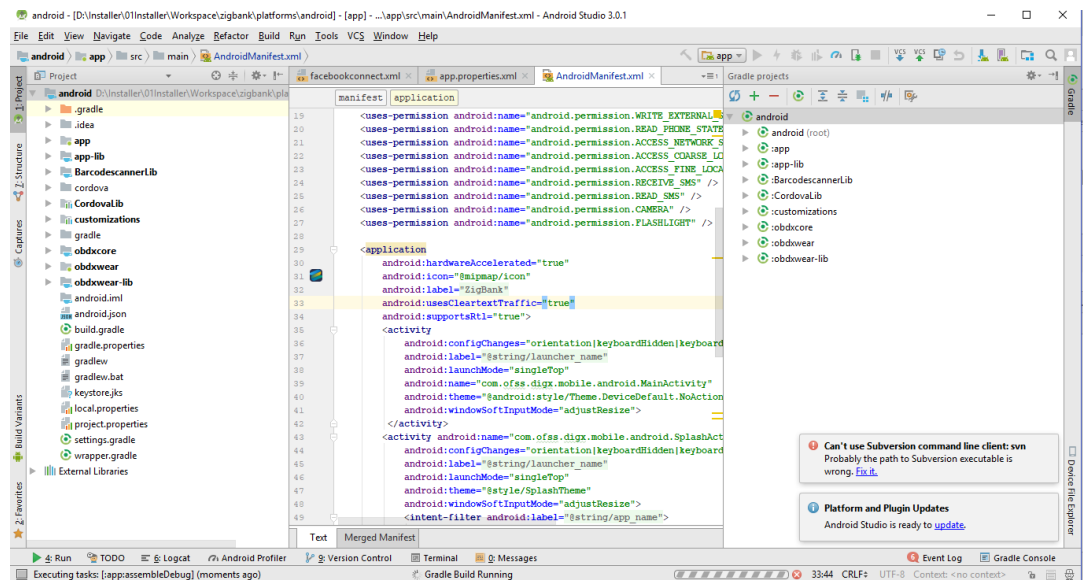 android - [D:\Installer\01Installer\Workspace\zigbank\platforms\android] - [app] - ...\app\src\main\AndroidManifest.xml - Android Studio 3.0.1
File Edit View Navigate Code Analyze Refactor Build Run Tools VCS Window Help
android app src main AndroidManifest.xml
app
VCS VCS
1: Project
Z: Structure
Captures
Build Variants
2: Favorites
Project
android D:\Installer\01Installer\Workspace\zigbank\pla
.gradle
.idea
app
app-lib
BarcodescannerLib
cordova
CordovaLib
customizations
gradle
obdxcore
obdxwear
obdxwear-lib
android.iml
android.json
build.gradle
gradle.properties
gradlew
gradlew.bat
keystore.jks
local.properties
project.properties
settings.gradle
wrapper.gradle
External Libraries
facebookconnect.xml app.properties.xml AndroidManifest.xml
manifest application
19 <uses-permission android:name="android.permission.WRITE_EXTERNAL_
20 <uses-permission android:name="android.permission.READ_PHONE_STATE
21 <uses-permission android:name="android.permission.ACCESS_NETWORK_S
22 <uses-permission android:name="android.permission.ACCESS_COARSE_LO
23 <uses-permission android:name="android.permission.ACCESS_FINE_LOCA
24 <uses-permission android:name="android.permission.RECEIVE_SMS" />
25 <uses-permission android:name="android.permission.READ_SMS" />
26 <uses-permission android:name="android.permission.CAMERA" />
27 <uses-permission android:name="android.permission.FLASHLIGHT" />
28
29 <application
30 android:hardwareAccelerated="true"
31 android:icon="@mipmap/icon"
32 android:label="ZigBank"
33 android:usesCleartextTraffic="true"
34 android:supportsRtl="true">
35 <activity
36 android:configChanges="orientation|keyboardHidden|keyboard
37 android:label="@string/launcher_name"
38 android:launchMode="singleTop"
39 android:name="com.ofss.digx.mobile.android.MainActivity"
40 android:theme="@android:style/Theme.DeviceDefault.NoAction
41 android:windowSoftInputMode="adjustResize">
42 </activity>
43 <activity android:name="com.ofss.digx.mobile.android.SplashAct
44 android:configChanges="orientation|keyboardHidden|keyboard
45 android:label="@string/launcher_name"
46 android:launchMode="singleTop"
47 android:theme="@style/SplashTheme"
48 android:windowSoftInputMode="adjustResize">
49 <intent-filter android:label="@string/app_name">
Text Merged Manifest
Gradle projects
android
android (root)
:app
:app-lib
:BarcodescannerLib
:CordovaLib
:customizations
:obdxcore
:obdxwear
:obdxwear-lib
Gradle
Device File Explorer
Can't use Subversion command line client: svn
Probably the path to Subversion executable is
wrong. Fix it.
Platform and Plugin Updates
Android Studio is ready to update.
4: Run TODO 6: Logcat Android Profiler 9: Version Control Terminal 0: Messages Event Log Gradle Console
Executing tasks: [:app:assembleDebug] (moments ago) Gradle Build Running 33:44 CRLF UTF-8 Context: <no context>